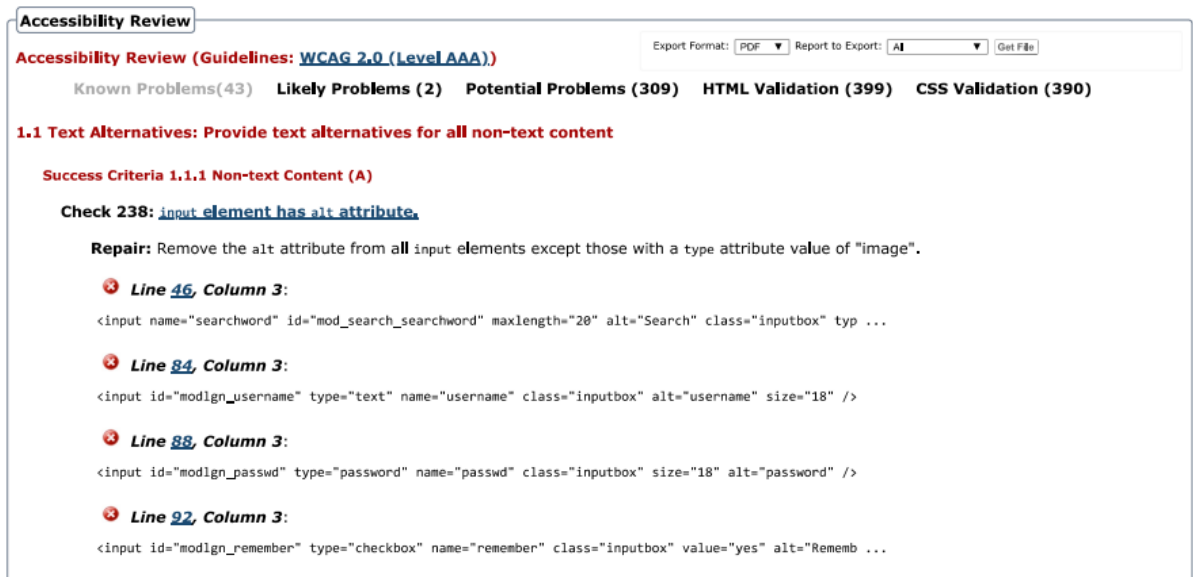 Accessibility Review
Export Format: PDF ▼ Report to Export: All ▼ Get File
Accessibility Review (Guidelines: WCAG 2.0 (Level AAA))
Known Problems(43) Likely Problems (2) Potential Problems (309) HTML Validation (399) CSS Validation (390)
1.1 Text Alternatives: Provide text alternatives for all non-text content
Success Criteria 1.1.1 Non-text Content (A)
Check 238: input element has alt attribute.
Repair: Remove the alt attribute from all input elements except those with a type attribute value of "image".
Line 46, Column 3:
<input name="searchword" id="mod_search_searchword" maxlength="20" alt="Search" class="inputbox" typ ...
Line 84, Column 3:
<input id="modlgn_username" type="text" name="username" class="inputbox" alt="username" size="18" />
Line 88, Column 3:
<input id="modlgn_passwd" type="password" name="passwd" class="inputbox" size="18" alt="password" />
Line 92, Column 3:
<input id="modlgn_remember" type="checkbox" name="remember" class="inputbox" value="yes" alt="Rememb ...